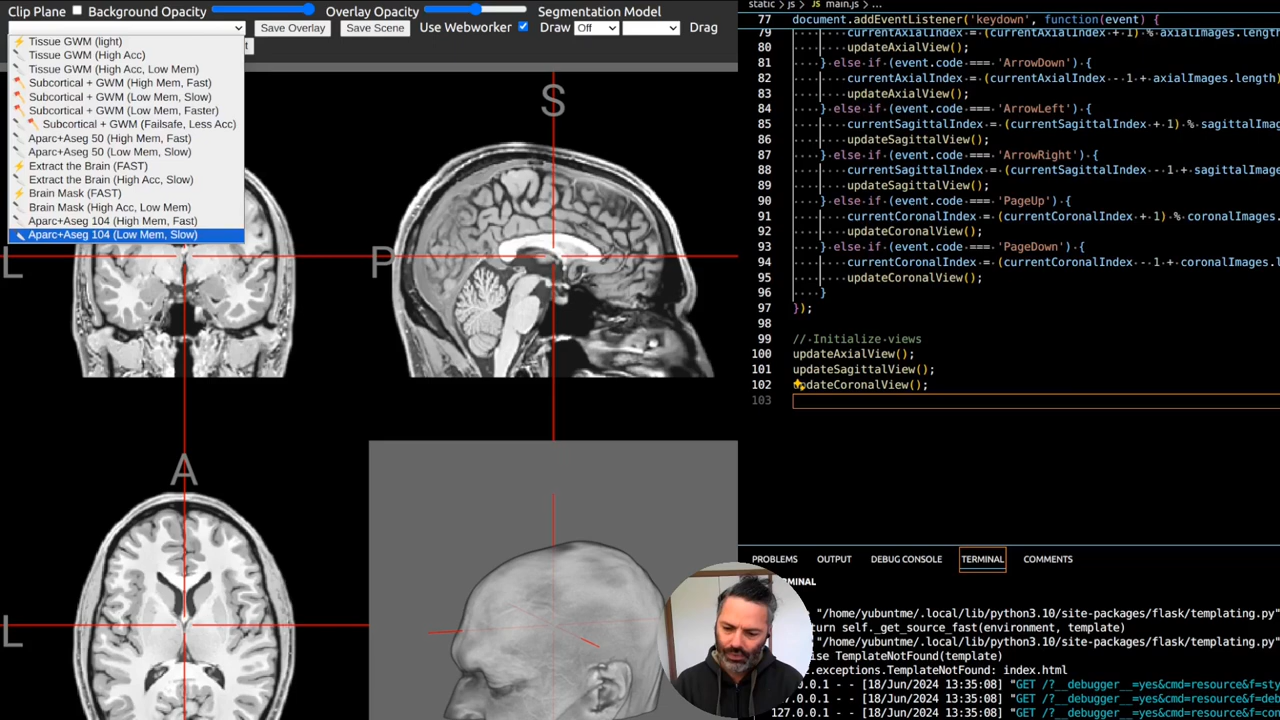 Clip Plane Background Opacity Overlay Opacity Segmentation Model
Save Overlay Save Scene Use Webworker Draw Off Drag
Tissue GWM (light)
Tissue GWM (High Acc)
Tissue GWM (High Acc, Low Mem)
Subcortical + GWM (High Mem, Fast)
Subcortical + GWM (Low Mem, Slow)
Subcortical + GWM (Low Mem, Faster)
Subcortical + GWM (Failsafe, Less Acc)
Aparc+Aseg 50 (High Mem, Fast)
Aparc+Aseg 50 (Low Mem, Slow)
Extract the Brain (FAST)
Extract the Brain (High Acc, Slow)
Brain Mask (FAST)
Brain Mask (High Acc, Low Mem)
Aparc+Aseg 104 (High Mem, Fast)
Aparc+Aseg 104 (Low Mem, Slow)
S
L
P
A
L
static > js > main.js > ...
77 document.addEventListener('keydown', function(event) {
79 currentAxialIndex = (currentAxialIndex + 1) % axialImages.length
80 updateAxialView();
81 } else if (event.code === 'ArrowDown') {
82 currentAxialIndex = (currentAxialIndex - 1 + axialImages.length)
83 updateAxialView();
84 } else if (event.code === 'ArrowLeft') {
85 currentSagittalIndex = (currentSagittalIndex + 1) % sagittalIma
86 updateSagittalView();
87 } else if (event.code === 'ArrowRight') {
88 currentSagittalIndex = (currentSagittalIndex - 1 + sagittalIma
89 updateSagittalView();
90 } else if (event.code === 'PageUp') {
91 currentCoronalIndex = (currentCoronalIndex + 1) % coronalImages.
92 updateCoronalView();
93 } else if (event.code === 'PageDown') {
94 currentCoronalIndex = (currentCoronalIndex - 1 + coronalImages.l
95 updateCoronalView();
96 }
97 });
98
99 // Initialize views
100 updateAxialView();
101 updateSagittalView();
102 updateCoronalView();
103
PROBLEMS OUTPUT DEBUG CONSOLE TERMINAL COMMENTS
RMINAL
"/home/yubuntme/.local/lib/python3.10/site-packages/flask/templating.py"
turn self._get_source_fast(environment, template)
"/home/yubuntme/.local/lib/python3.10/site-packages/flask/templating.py"
ise TemplateNotFound(template)
.exceptions.TemplateNotFound: index.html
.0.0.1 - - [18/Jun/2024 13:35:08] "GET /?__debugger__=yes&cmd=resource&f=sty
.0.0.1 - - [18/Jun/2024 13:35:08] "GET /?__debugger__=yes&cmd=resource&f=deb
.0.0.1 - - [18/Jun/2024 13:35:08] "GET /?__debugger__=yes&cmd=resource&f=con